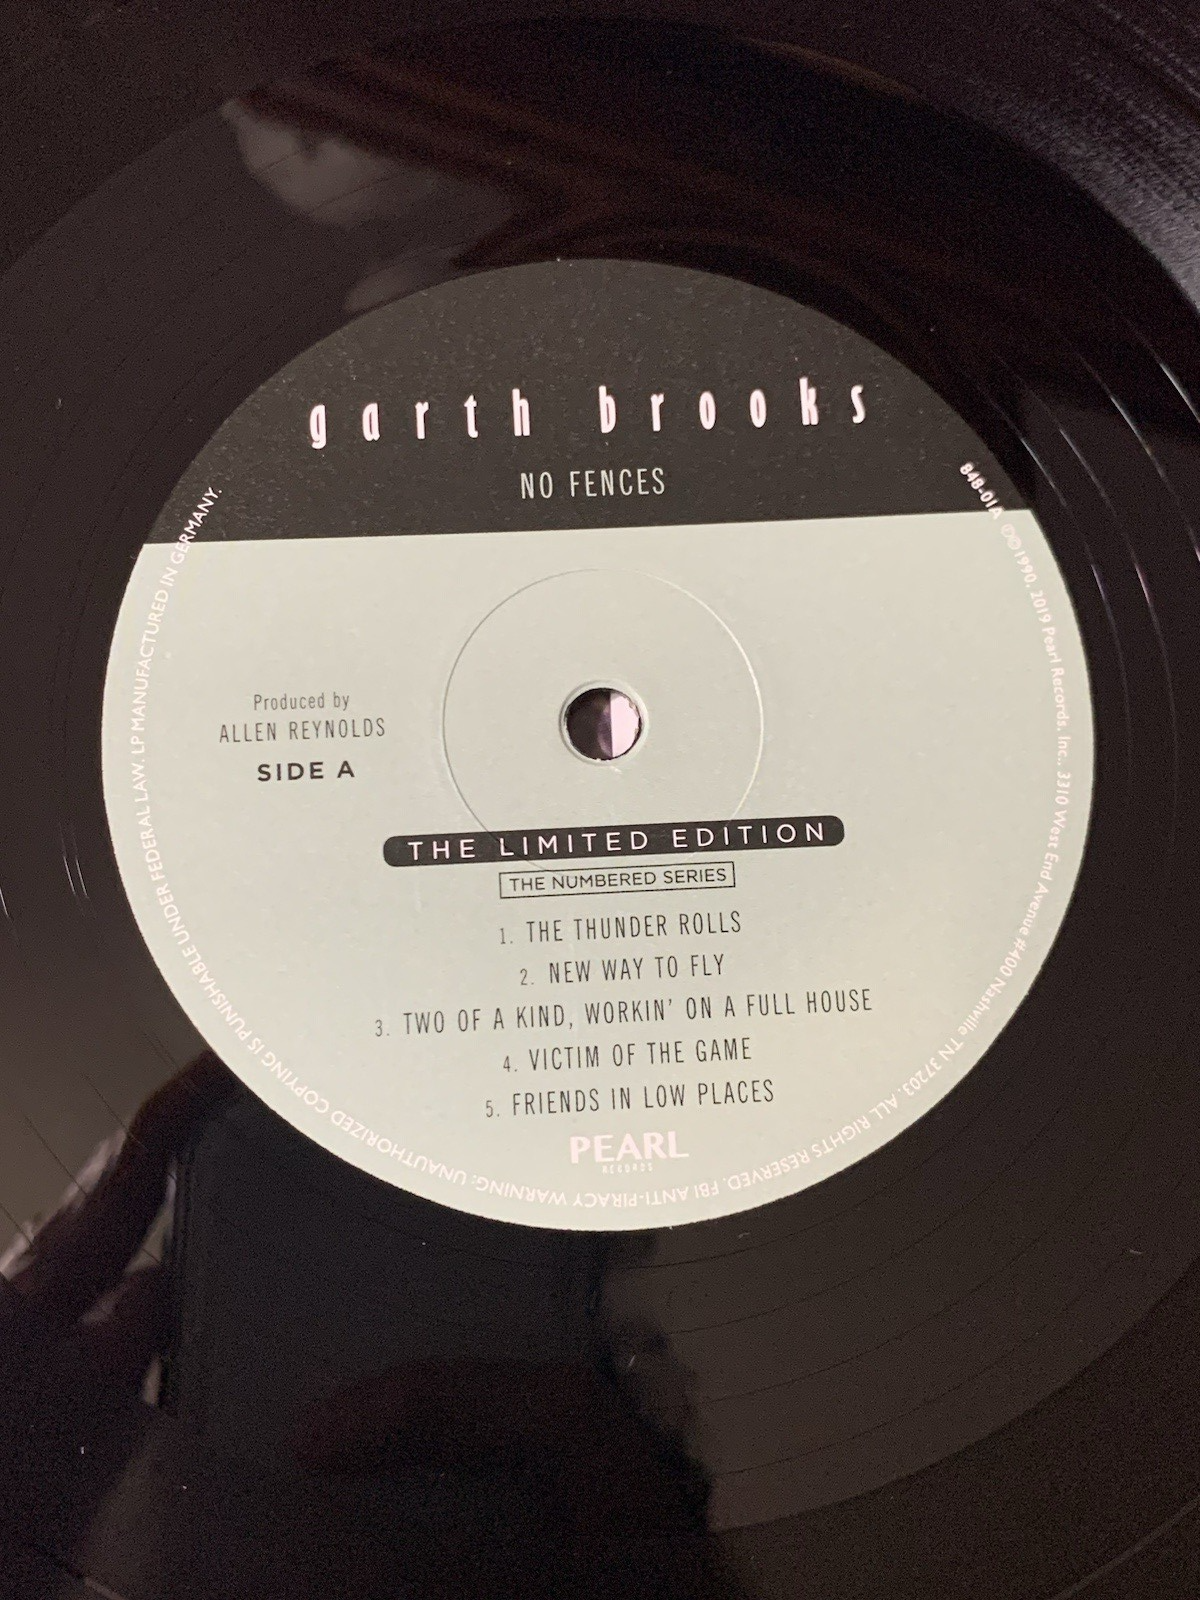 garth brooks
NO FENCES
Produced by
ALLEN REYNOLDS
SIDE A
THE LIMITED EDITION
THE NUMBERED SERIES
1. THE THUNDER ROLLS
2. NEW WAY TO FLY
3. TWO OF A KIND, WORKIN' ON A FULL HOUSE
4. VICTIM OF THE GAME
5. FRIENDS IN LOW PLACES
PEARL
RECORDS
848-01A ℗©1990, 2019 Pearl Records, Inc., 3310 West End Avenue #400 Nashville, TN 37203. ALL RIGHTS RESERVED. FBI ANTI-PIRACY WARNING: UNAUTHORIZED COPYING IS PUNISHABLE UNDER FEDERAL LAW. LP MANUFACTURED IN GERMANY.